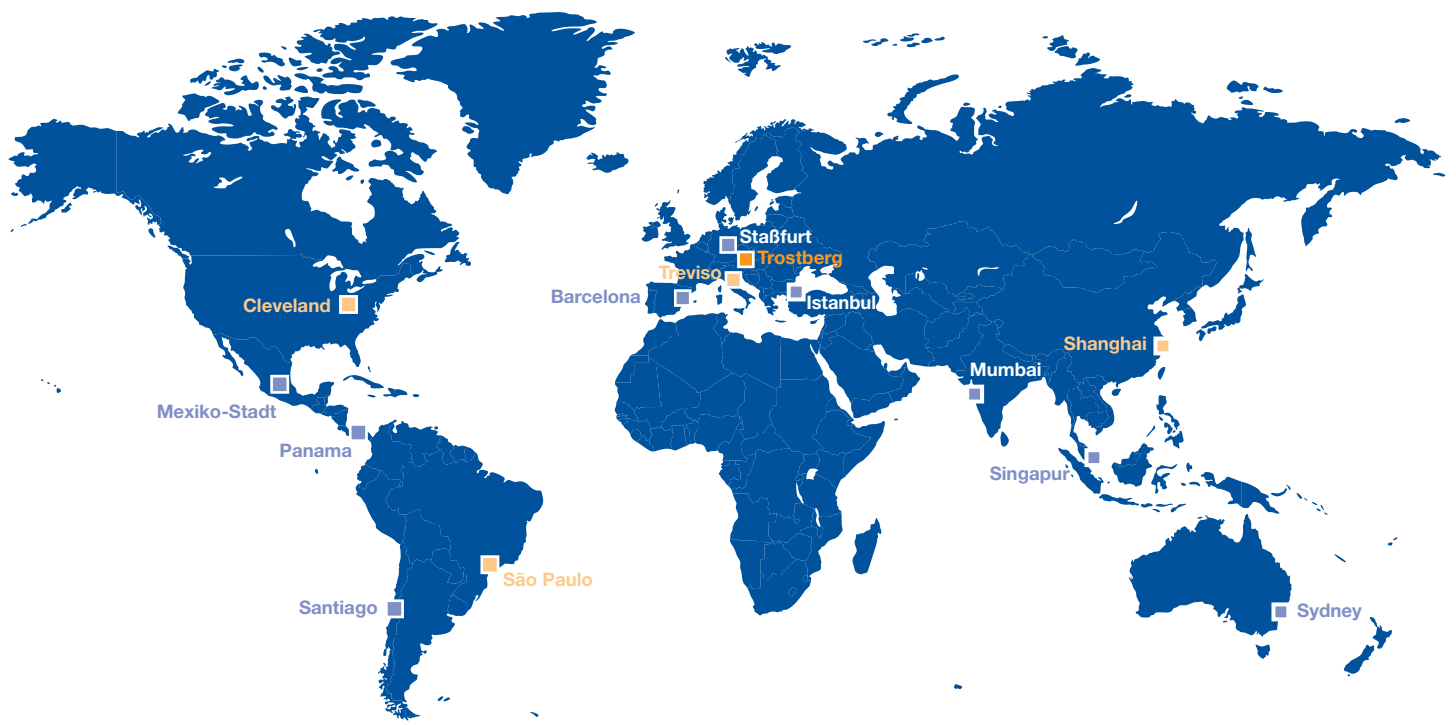 Staßfurt
Trostberg
Treviso
Barcelona
Istanbul
Cleveland
Shanghai
Mumbai
Mexiko-Stadt
Panama
Singapur
São Paulo
Santiago
Sydney